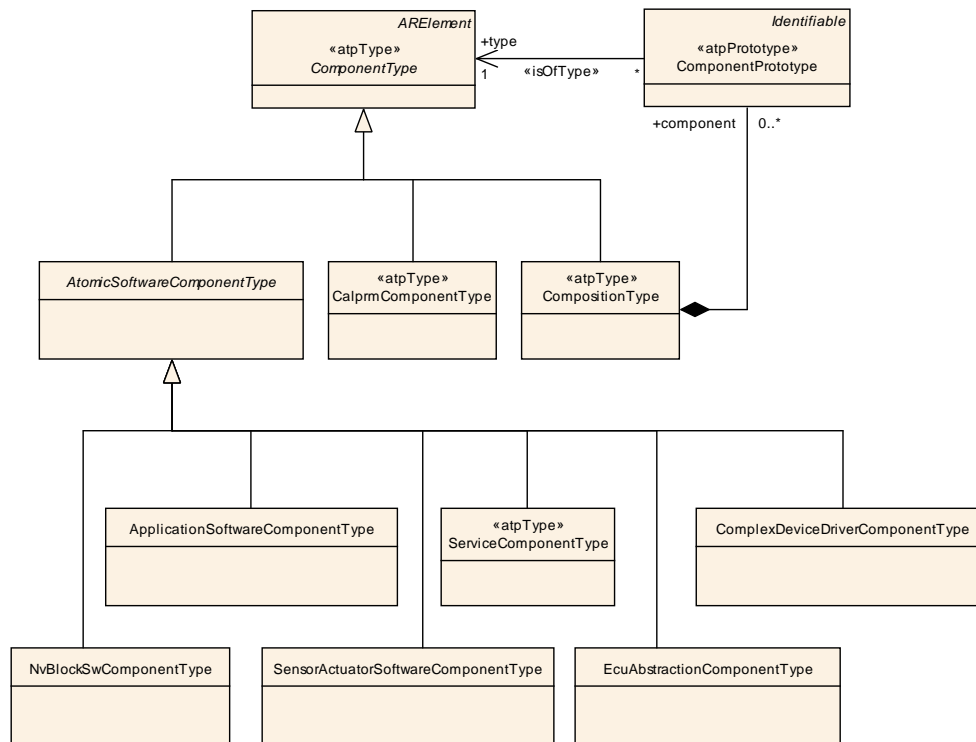 ARElement
«atpType»
ComponentType
Identifiable
«atpPrototype»
ComponentPrototype
+type
1
«isOfType»
*
+component
0..*
AtomicSoftwareComponentType
«atpType»
CalprmComponentType
«atpType»
CompositionType
ApplicationSoftwareComponentType
«atpType»
ServiceComponentType
ComplexDeviceDriverComponentType
NvBlockSwComponentType
SensorActuatorSoftwareComponentType
EcuAbstractionComponentType